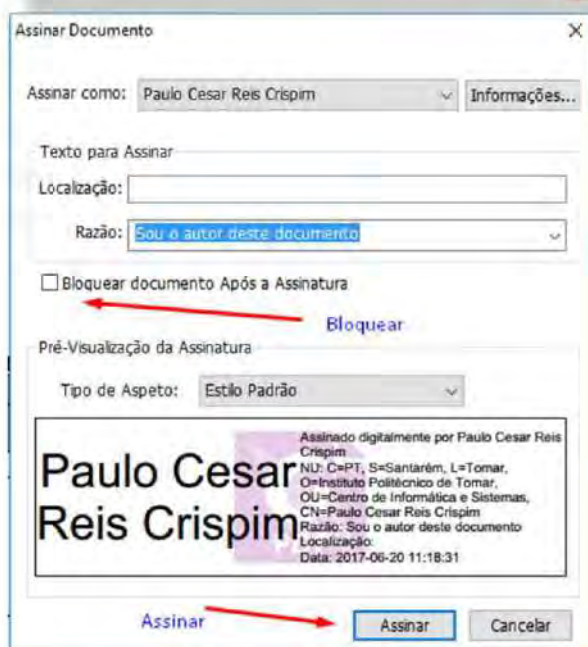 Assinar Documento
Assinar como: Paulo Cesar Reis Crispim Informações...
Texto para Assinar
Localização:
Razão: Sou o autor deste documento
Bloquear documento Após a Assinatura
Bloquear
Pré-Visualização da Assinatura
Tipo de Aspeto: Estilo Padrão
Paulo Cesar
Reis Crispim
Assinado digitalmente por Paulo Cesar Reis
Crispim
NU: C=PT, S=Santarém, L=Tomar,
O=Instituto Politécnico de Tomar,
OU=Centro de Informática e Sistemas,
CN=Paulo Cesar Reis Crispim
Razão: Sou o autor deste documento
Localização:
Data: 2017-06-20 11:18:31
Assinar
Assinar Cancelar